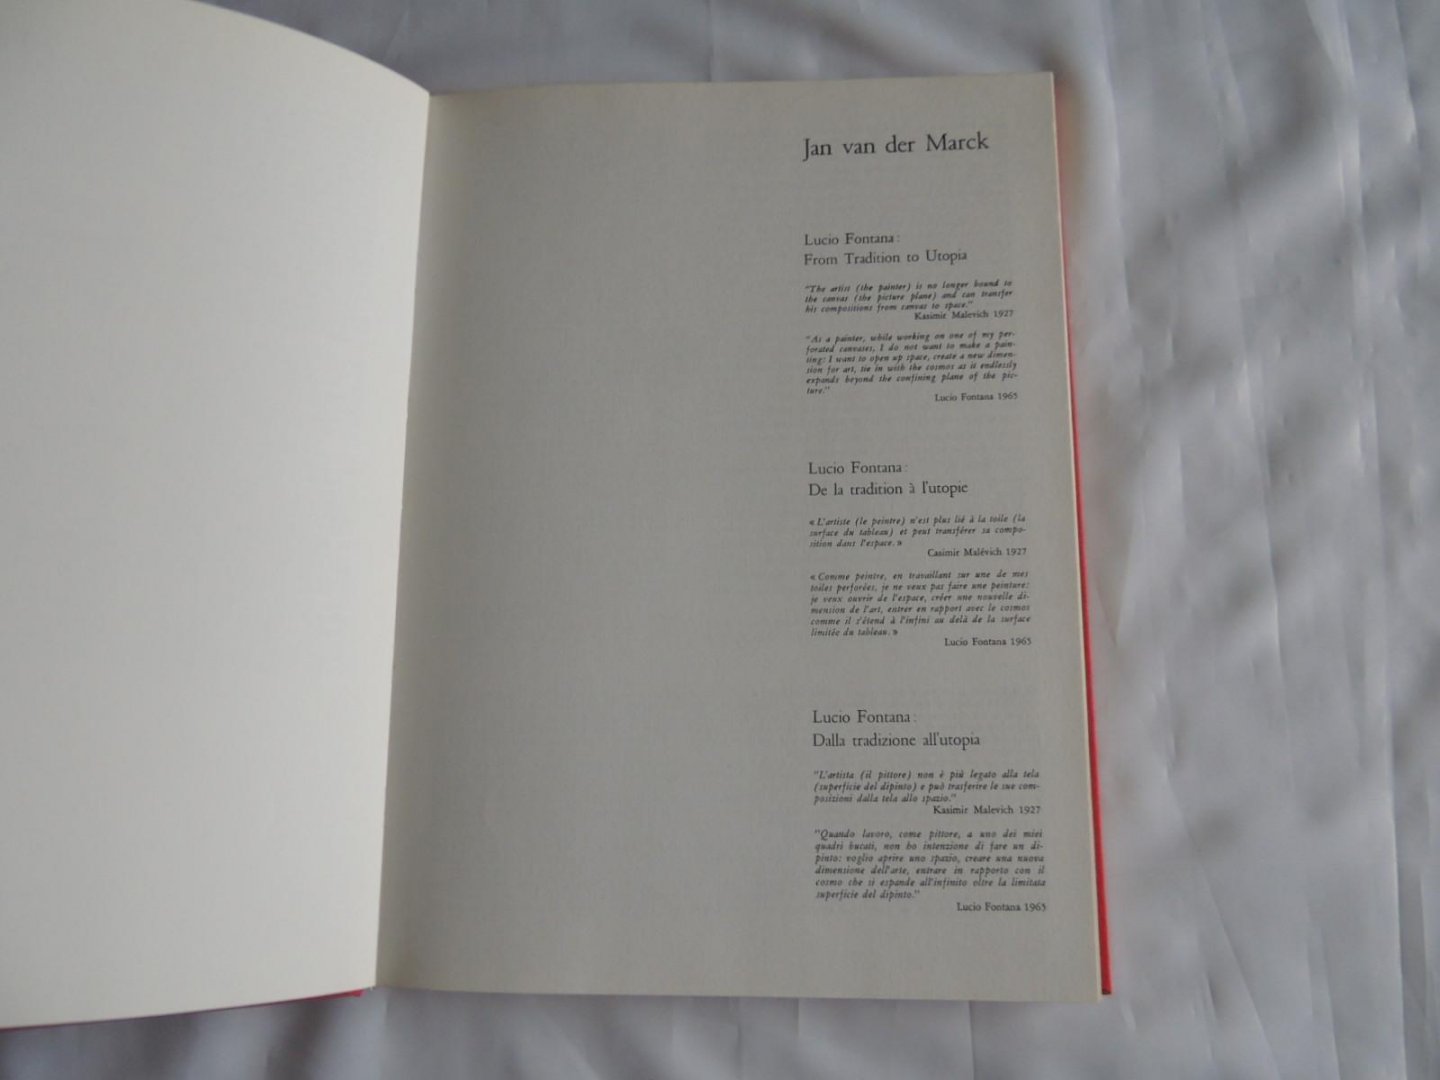 Jan van der Marck
Lucio Fontana:
From Tradition to Utopia
"The artist (the painter) is no longer bound to
the canvas (the picture plane) and can transfer
his compositions from canvas to space."
Kasimir Malevich 1927
"As a painter, while working on one of my per-
forated canvases, I do not want to make a pain-
ting: I want to open up space, create a new dimen-
sion for art, tie in with the cosmos as it endlessly
expands beyond the confining plane of the pic-
ture."
Lucio Fontana 1965
Lucio Fontana:
De la tradition à l'utopie
« L'artiste (le peintre) n'est plus lié à la toile (la
surface du tableau) et peut transférer sa compo-
sition dans l'espace. »
Casimir Malévich 1927
« Comme peintre, en travaillant sur une de mes
toiles perforées, je ne veux pas faire une peinture:
je veux ouvrir de l'espace, créer une nouvelle di-
mension de l'art, entrer en rapport avec le cosmos
comme il s'étend à l'infini au delà de la surface
limitée du tableau. »
Lucio Fontana 1965
Lucio Fontana:
Dalla tradizione all'utopia
"L'artista (il pittore) non è più legato alla tela
(superficie del dipinto) e può trasferire le sue com-
posizioni dalla tela allo spazio."
Kasimir Malevich 1927
"Quando lavoro, come pittore, a uno dei miei
quadri bucati, non ho intenzione di fare un di-
pinto: voglio aprire uno spazio, creare una nuova
dimensione dell'arte, entrare in rapporto con il
cosmo che si espande all'infinito oltre la limitata
superficie del dipinto."
Lucio Fontana 1965